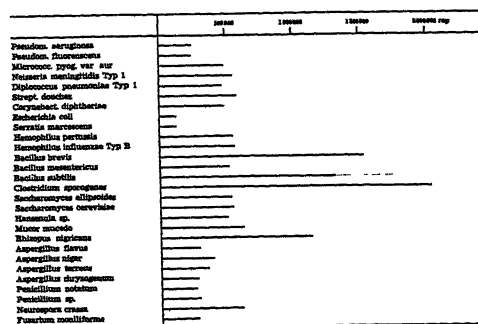 500000 1000000 1500000 2000000 rep
Pseudom. aeruginosa
Pseudom. fluorescens
Micrococc. pyog. var aur
Neisseria meningitidis Typ 1
Diplococcus pneumoniae Typ 1
Strept. douchez
Corynebact. diphtheriae
Escherichia coli
Serratia marcescens
Hemophilus pertussis
Hemophilus influenzae Typ B
Bacillus brevis
Bacillus mesentericus
Bacillus subtilis
Clostridium sporogenes
Saccharomyces ellipsoides
Saccharomyces cerevisiae
Hansenula sp.
Mucor mucedo
Rhizopus nigricans
Aspergillus flavus
Aspergillus niger
Aspergillus terreus
Aspergillus chrysogenum
Penicillium notatum
Penicillium sp.
Neurospora crassa
Fusarium moniliforme